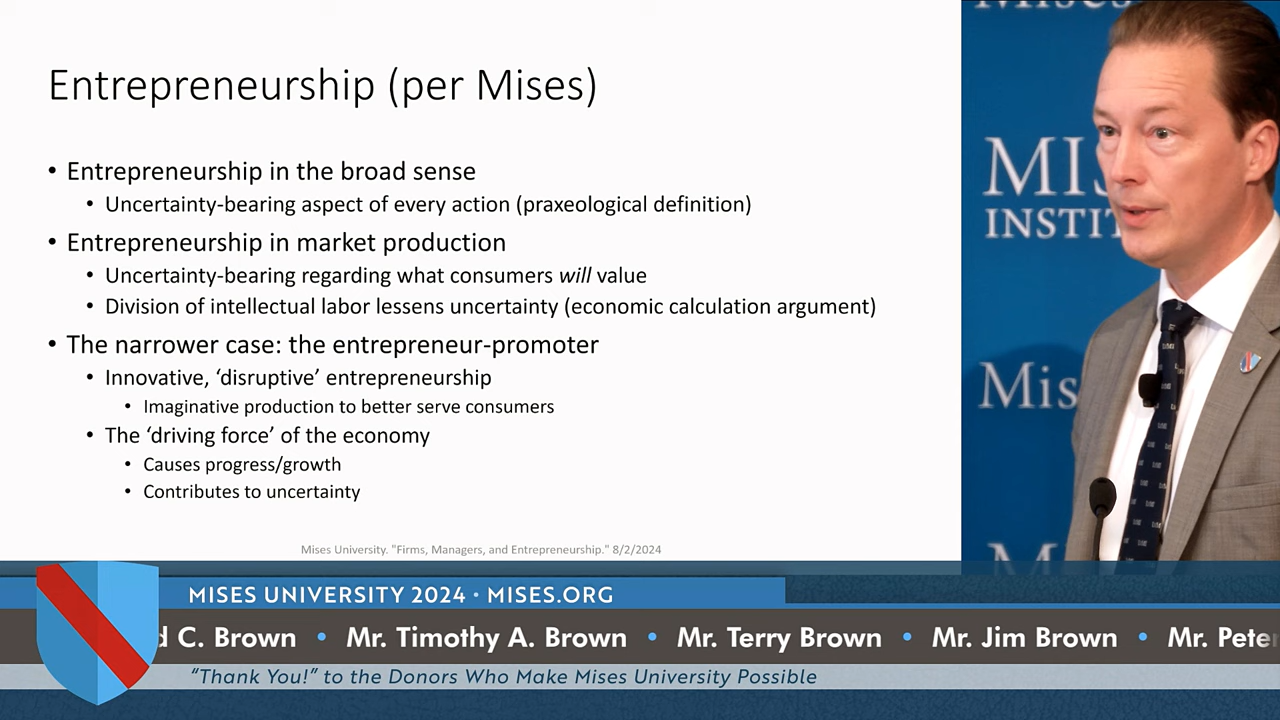 Entrepreneurship (per Mises)
• Entrepreneurship in the broad sense
• Uncertainty-bearing aspect of every action (praxeological definition)
• Entrepreneurship in market production
• Uncertainty-bearing regarding what consumers will value
• Division of intellectual labor lessens uncertainty (economic calculation argument)
• The narrower case: the entrepreneur-promoter
• Innovative, ‘disruptive’ entrepreneurship
• Imaginative production to better serve consumers
• The ‘driving force’ of the economy
• Causes progress/growth
• Contributes to uncertainty
Mises University. "Firms, Managers, and Entrepreneurship." 8/2/2024
Mises
MIS
INSTIT
Mis
M
MISES UNIVERSITY 2024 • MISES.ORG
d C. Brown • Mr. Timothy A. Brown • Mr. Terry Brown • Mr. Jim Brown • Mr. Peter
“Thank You!” to the Donors Who Make Mises University Possible